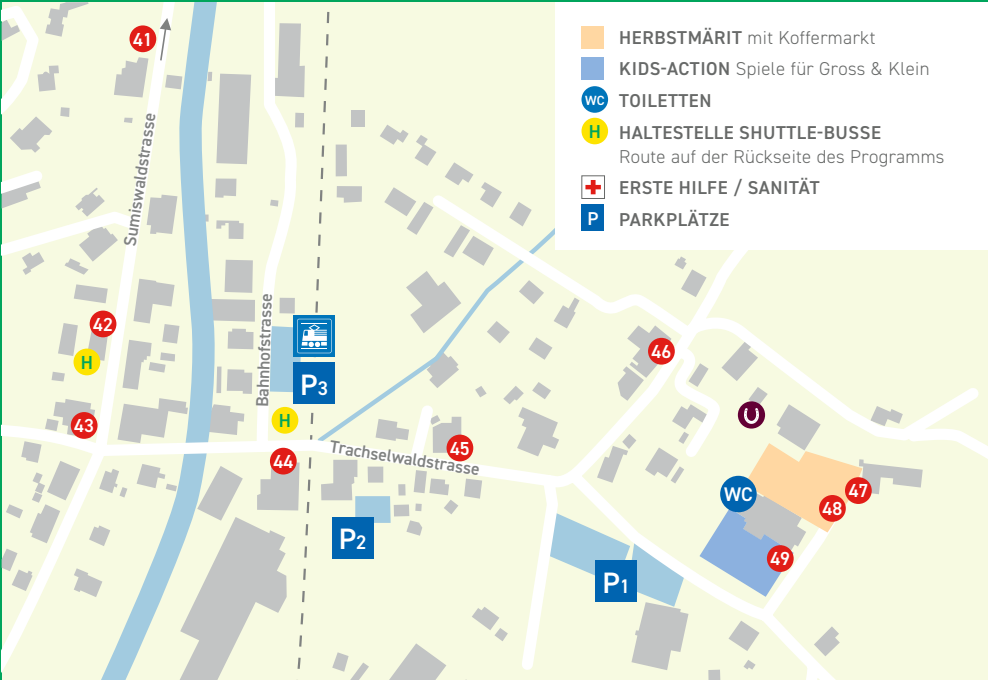 HERBSTMÄRIT mit Koffermarkt
KIDS-ACTION Spiele für Gross & Klein
WC TOILETTEN
H HALTESTELLE SHUTTLE-BUSSE
Route auf der Rückseite des Programms
ERSTE HILFE / SANITÄT
P PARKPLÄTZE
41
Sumiswaldstrasse
42
H
43
Bahnhofstrasse
P3
H
44
Trachselwaldstrasse
45
46
P2
P1
WC
47
48
49